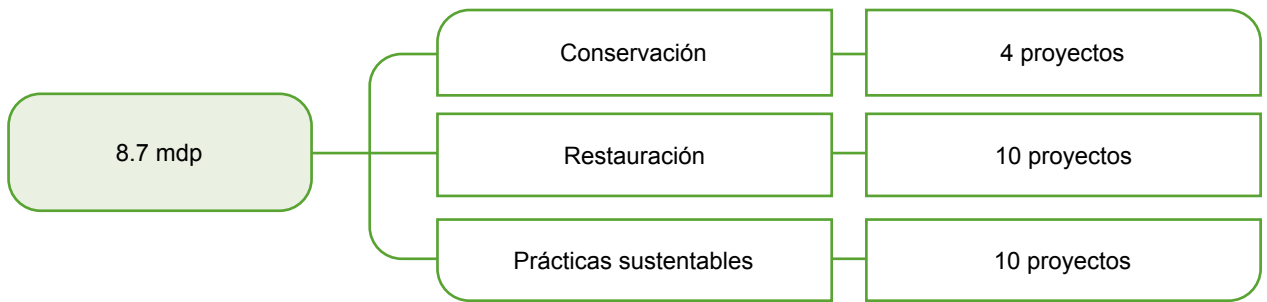 8.7 mdp
Conservación
4 proyectos
Restauración
10 proyectos
Prácticas sustentables
10 proyectos